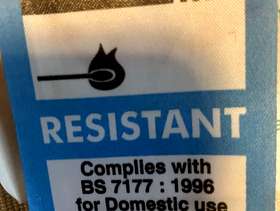 RESISTANT
Complies with
BS 7177 : 1996
for Domestic use